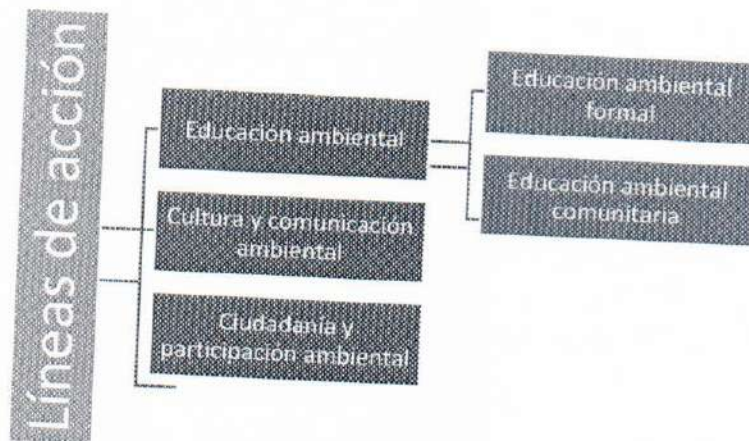 Líneas de acción
Educación ambiental
Cultura y comunicación
ambiental
Ciudadanía y
participación ambiental
Educación ambiental
formal
Educación ambiental
comunitaria